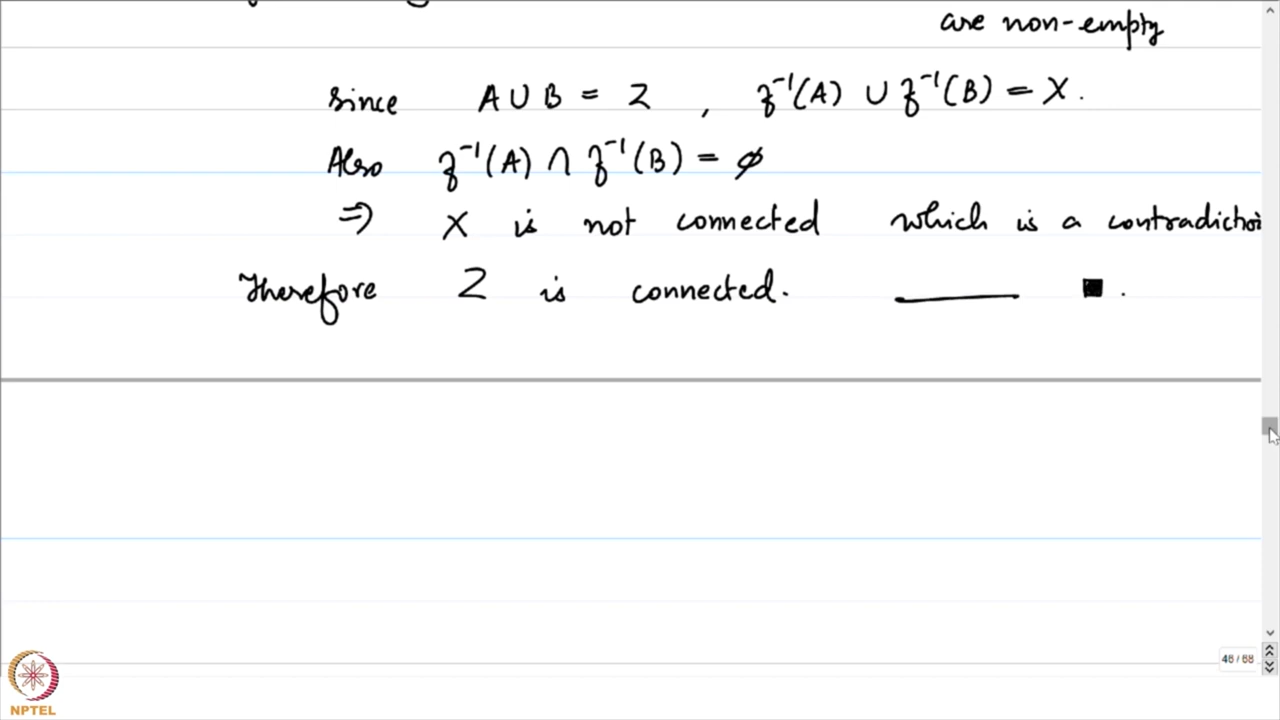 are non-empty
since A ∪ B = Z , g⁻¹(A) ∪ g⁻¹(B) = X.
Also g⁻¹(A) ∩ g⁻¹(B) = ∅
⇒ X is not connected which is a contradictio
Therefore Z is connected. ——— ■.
46 / 68
NPTEL